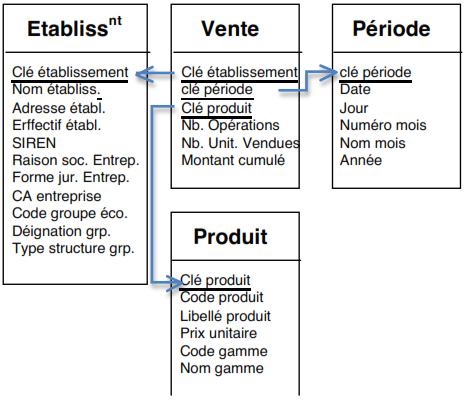 Etablissnt
Clé établissement
Nom établiss.
Adresse établ.
Erffectif établ.
SIREN
Raison soc. Entrep.
Forme jur. Entrep.
CA entreprise
Code groupe éco.
Déignation grp.
Type structure grp.
Vente
Clé établissement
clé période
Clé produit
Nb. Opérations
Nb. Unit. Vendues
Montant cumulé
Période
clé période
Date
Jour
Numéro mois
Nom mois
Année
Produit
Clé produit
Code produit
Libellé produit
Prix unitaire
Code gamme
Nom gamme